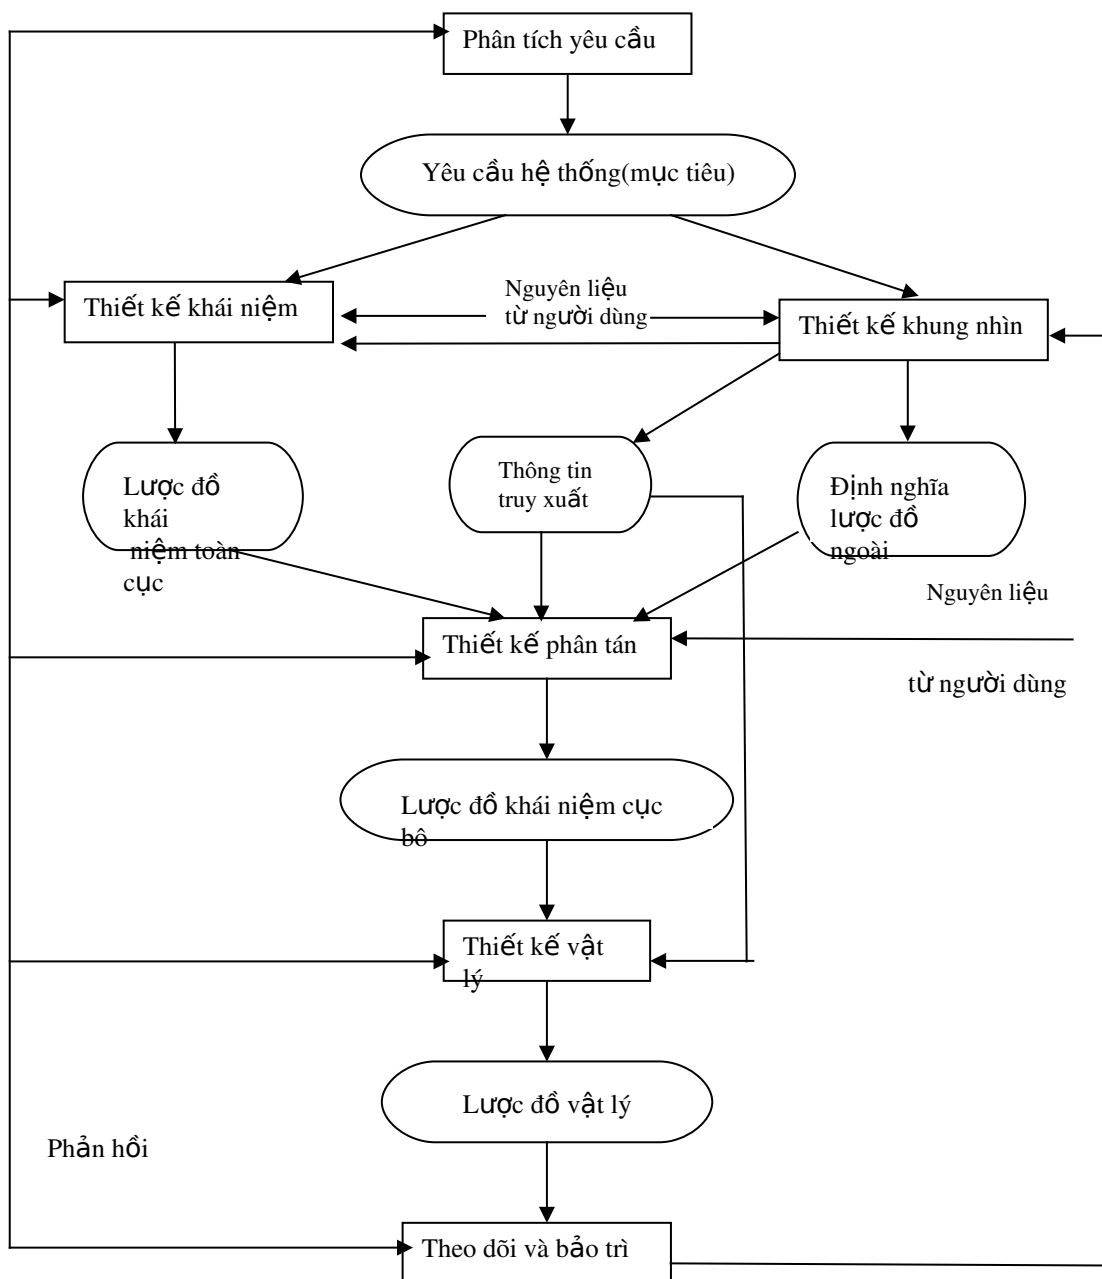 Phân tích yêu cầu
Yêu cầu hệ thống(mục tiêu)
Thiết kế khái niệm
Nguyên liệu
từ người dùng
Thiết kế khung nhìn
Lược đồ
khái
niệm toàn
cục
Thông tin
truy xuất
Định nghĩa
lược đồ
ngoài
Nguyên liệu
Thiết kế phân tán
từ người dùng
Lược đồ khái niệm cục
bô
Thiết kế vật
lý
Lược đồ vật lý
Phản hồi
Theo dõi và bảo trì